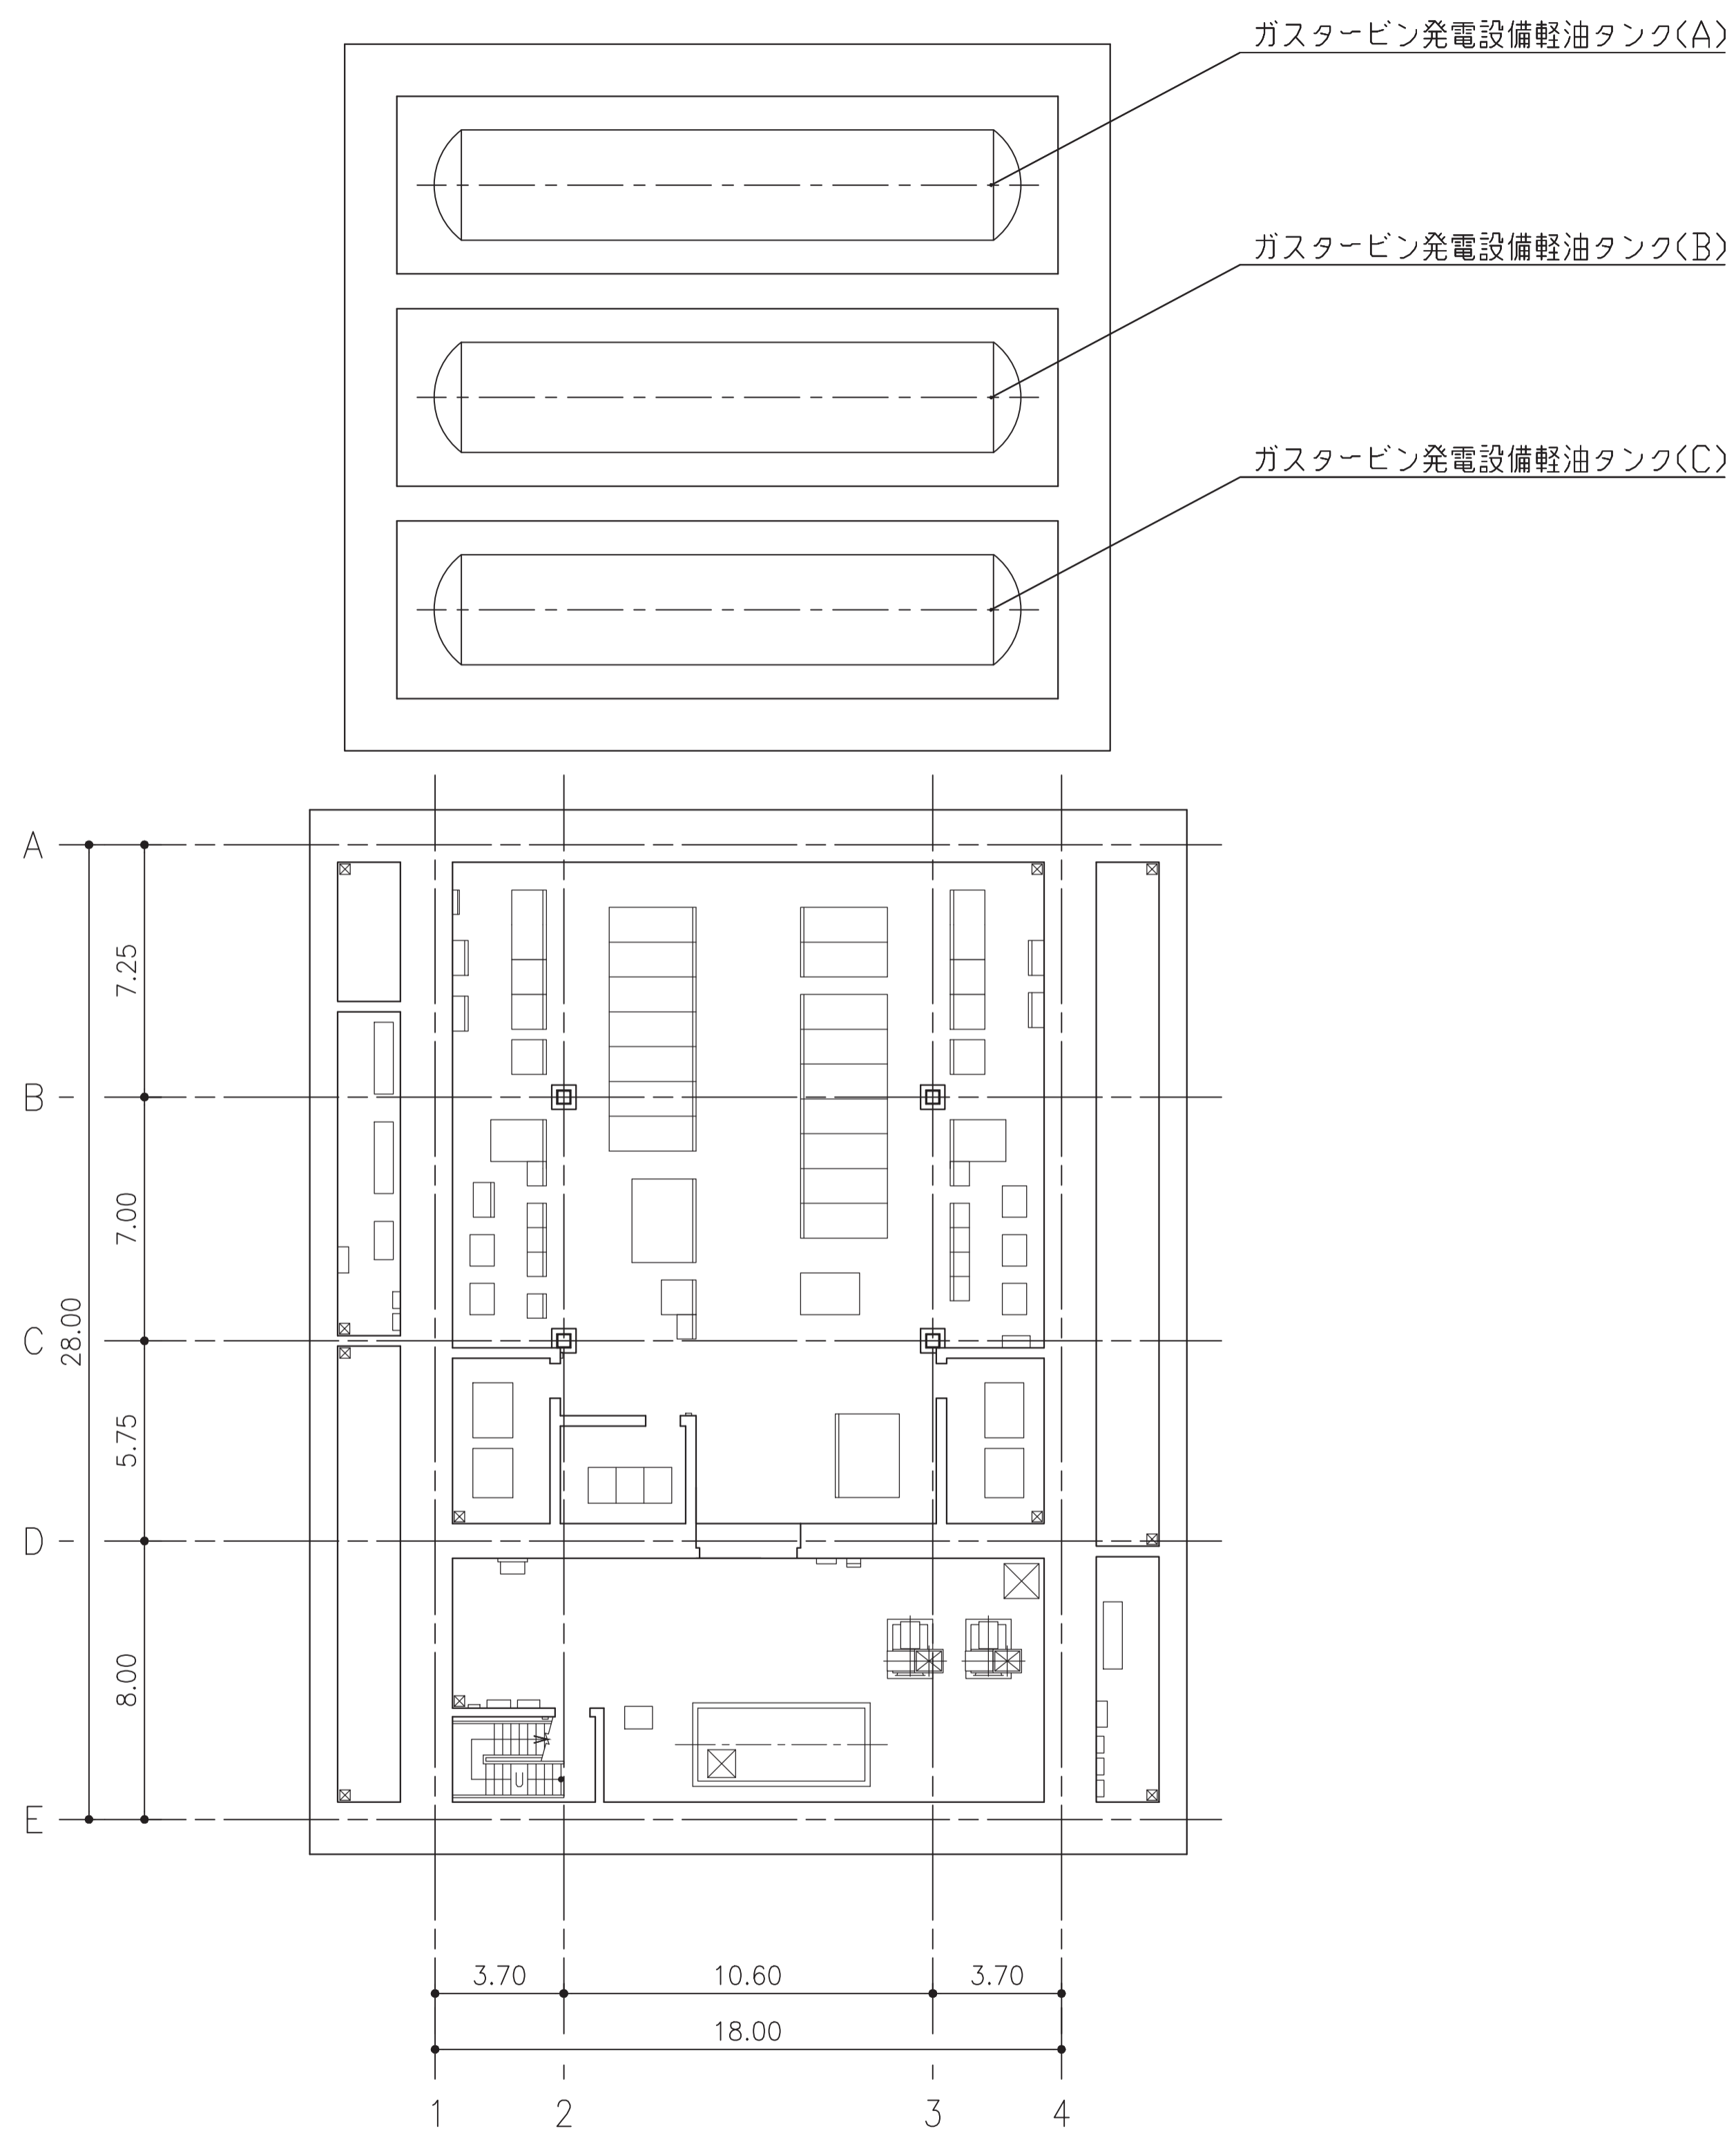 ガスタービン発電設備軽油タンク(A)
ガスタービン発電設備軽油タンク(B)
ガスタービン発電設備軽油タンク(C)
A
7.25
B
7.00
28.00
C
5.75
D
8.00
U
E
3.70 10.60 3.70
18.00
1 2 3 4